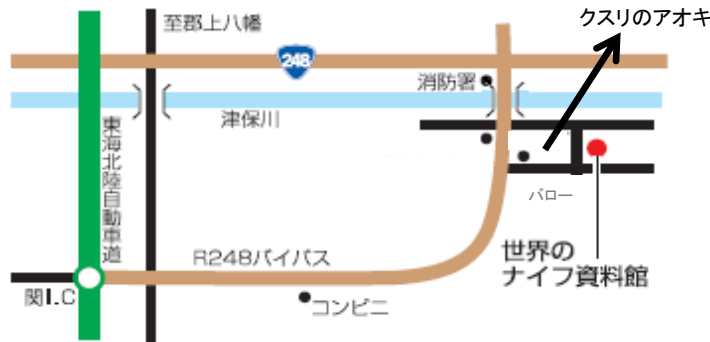 クスリのアオキ
至郡上八幡
248
消防署
津保川
東海北陸自動車道
バロー
R248バイパス
世界の
ナイフ資料館
関I.C
コンビニ